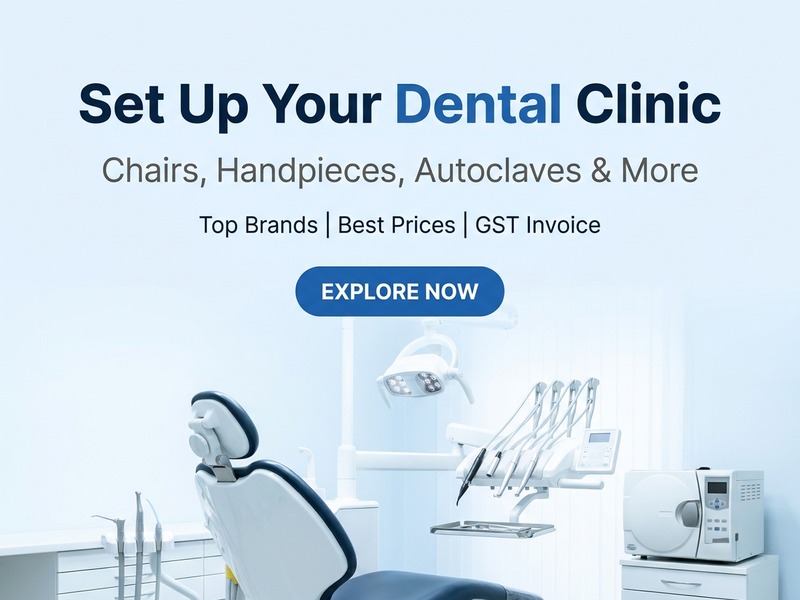 Set Up Your Dental Clinic
Chairs, Handpieces, Autoclaves & More
Top Brands | Best Prices | GST Invoice
EXPLORE NOW